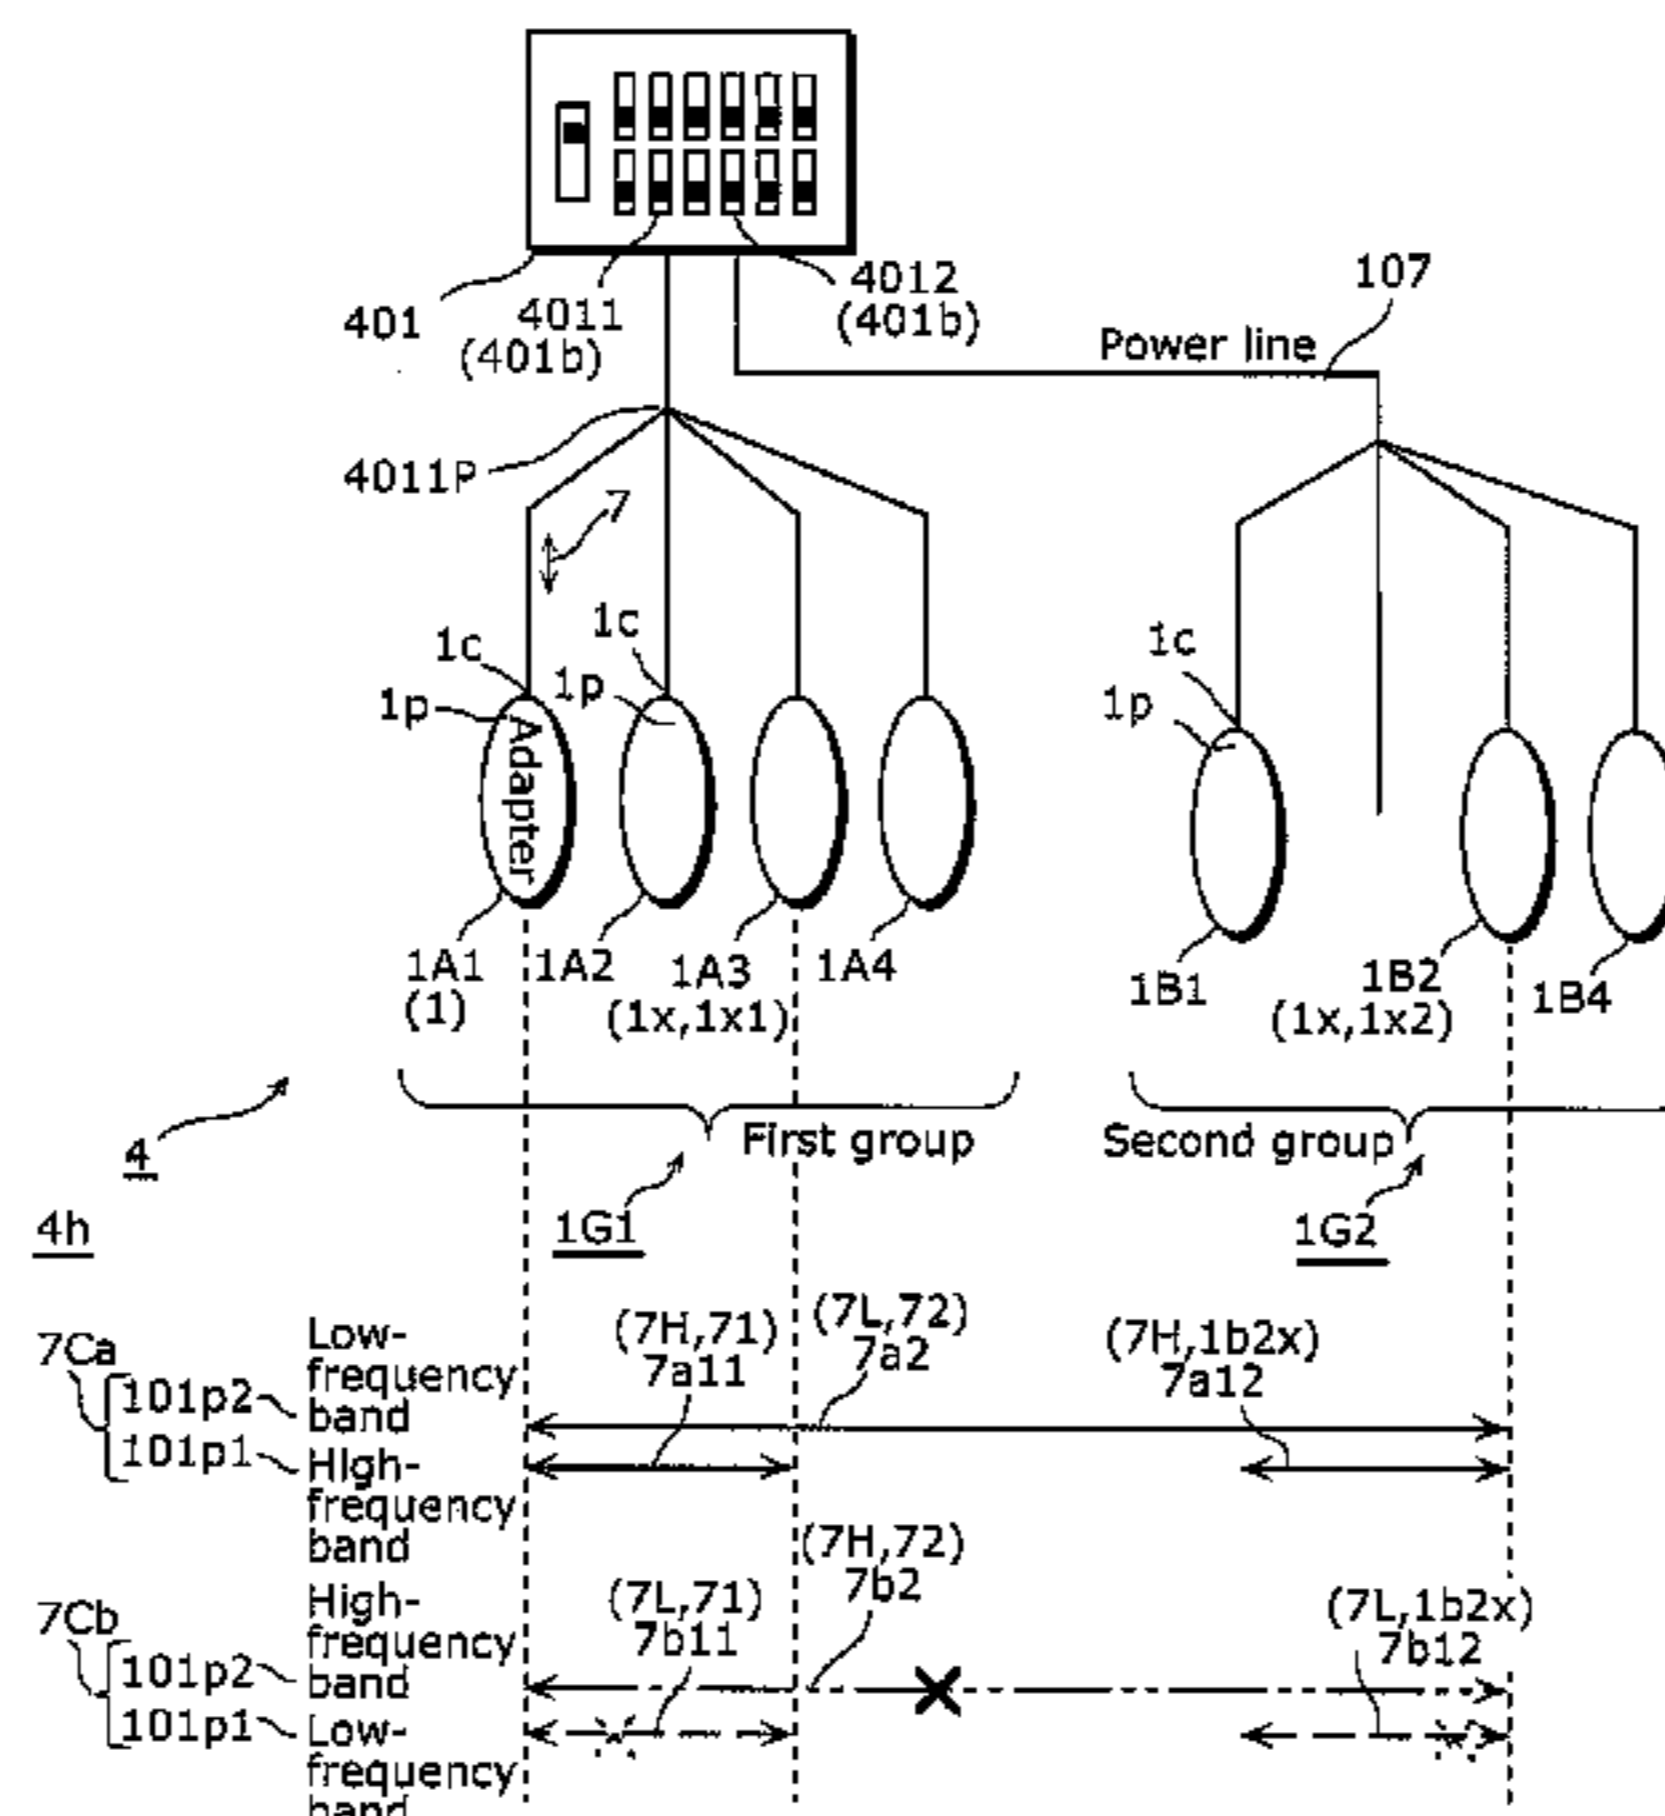 4011
(401b)
4012
(401b)
401
107
Power line
4011P
7
1c
1c
1c
1p
1p
1p
Adapter
1A1
(1)
1A2
1A3
(1x,1x1)
1A4
1B1
1B2
(1x,1x2)
1B4
4
First group
Second group
4h
1G1
1G2
7Ca
101p2
101p1
Low-
frequency
band
High-
frequency
band
(7H,71)
7a11
(7L,72)
7a2
(7H,1b2x)
7a12
7Cb
101p2
101p1
High-
frequency
band
Low-
frequency
band
(7L,71)
7b11
(7H,72)
7b2
(7L,1b2x)
7b12